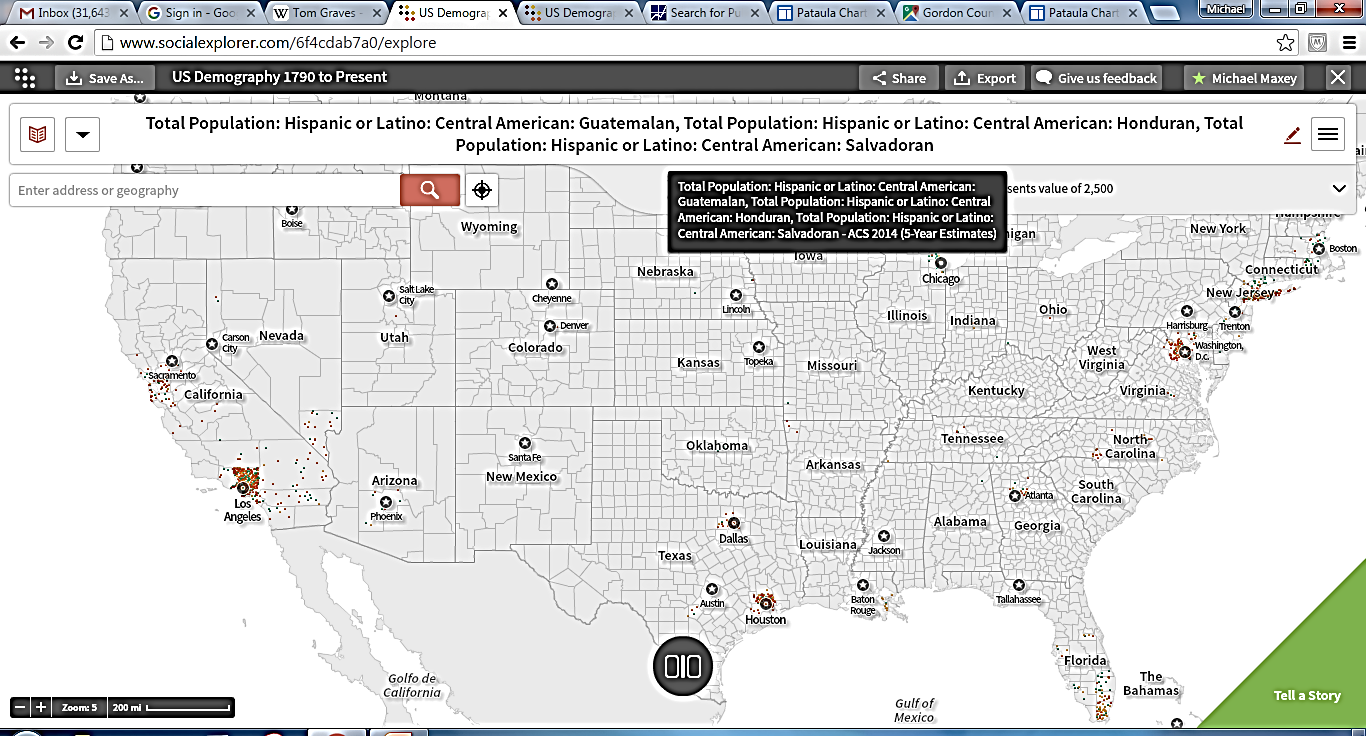 Inbox (31,643
Sign in - Goo
Tom Graves -
US Demograp
US Demograp
Search for Pu
Pataula Chart
Gordon Coun
Pataula Chart
Michael
www.socialexplorer.com/6f4cdab7a0/explore
Save As...
US Demography 1790 to Present
Share
Export
Give us feedback
Michael Maxey
Montana
Total Population: Hispanic or Latino: Central American: Guatemalan, Total Population: Hispanic or Latino: Central American: Honduran, Total
Population: Hispanic or Latino: Central American: Salvadoran
Enter address or geography
Total Population: Hispanic or Latino: Central American:
Guatemalan, Total Population: Hispanic or Latino: Central
American: Honduran, Total Population: Hispanic or Latino:
Central American: Salvadoran - ACS 2014 (5-Year Estimates)
sents value of 2,500
Boise
Wyoming
igan
New York
Hampshire
Boston
Iowa
Connecticut
Nebraska
Chicago
Salt Lake
City
Cheyenne
Lincoln
New Jersey
Illinois
Indiana
Ohio
Harrisburg
Trenton
Carson
City
Nevada
Utah
Denver
Colorado
Kansas
Topeka
Missouri
West
Virginia
Washington,
D.c.
Sacramento
California
Kentucky
Virginia
Oklahoma
Tennessee
North
Carolina
Santa Fe
New Mexico
Arizona
Phoenix
Arkansas
South
Carolina
Los
Angeles
Atlanta
Dallas
Alabama
Georgia
Texas
Louisiana
Jackson
Austin
Houston
Baton
Rouge
Tallahassee
Florida
The
Bahamas
Golfo de
California
Gulf of
Mexico
Tell a Story
Zoom: 5
200 mi